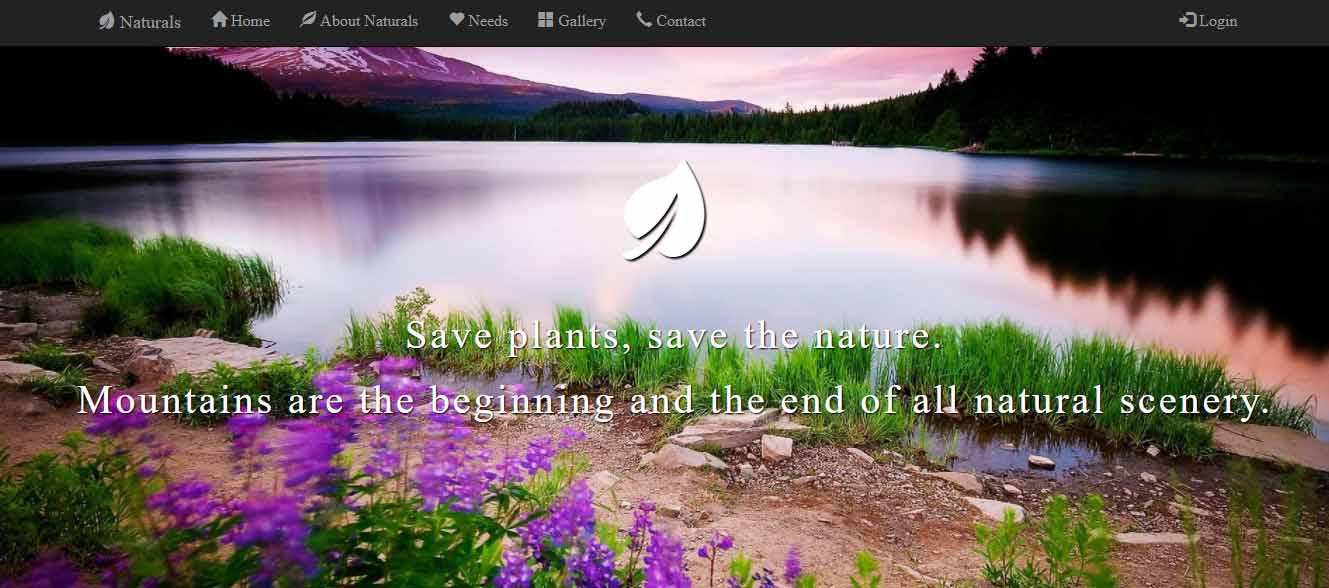 Naturals Home About Naturals Needs Gallery Contact Login
Save plants, save the nature.
Mountains are the beginning and the end of all natural scenery.